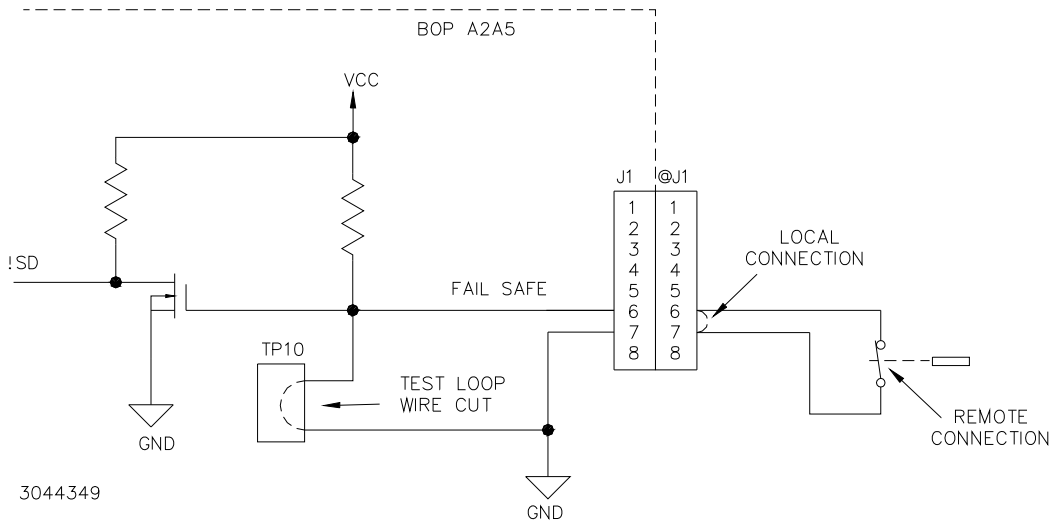 BOP A2A5
VCC
J1 @J1
1 1
2 2
3 3
4 4
5 5
6 6
7 7
8 8
LOCAL
CONNECTION
!SD
FAIL SAFE
TP10
TEST LOOP
WIRE CUT
GND
REMOTE
CONNECTION
3044349
GND